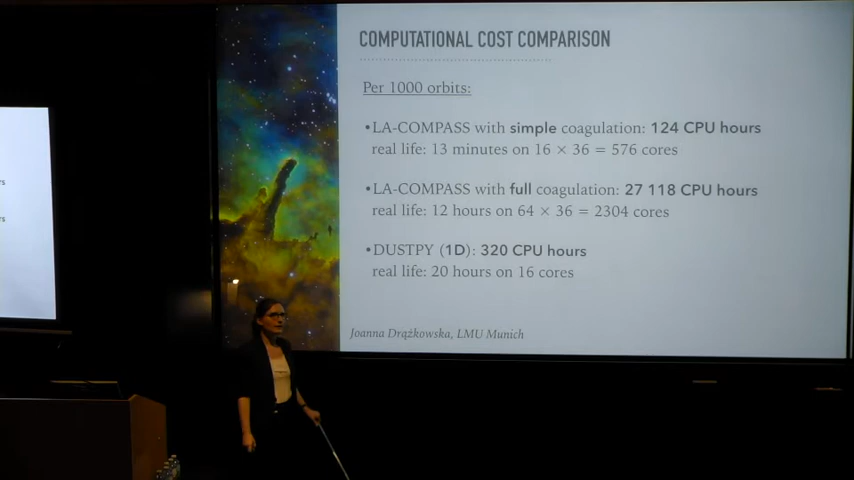 COMPUTATIONAL COST COMPARISON
Per 1000 orbits:
•LA-COMPASS with simple coagulation: 124 CPU hours
real life: 13 minutes on 16 × 36 = 576 cores
•LA-COMPASS with full coagulation: 27 118 CPU hours
real life: 12 hours on 64 × 36 = 2304 cores
•DUSTPY (1D): 320 CPU hours
real life: 20 hours on 16 cores
Joanna Drążkowska, LMU Munich